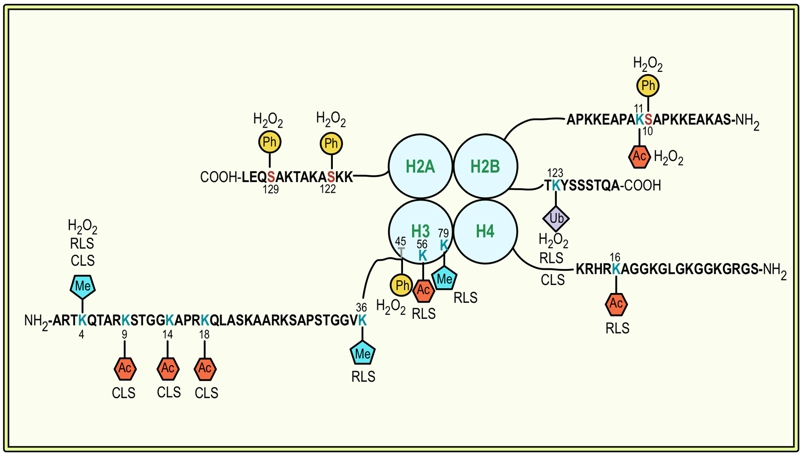 H2O2
Ph
11
APKKEAPAKSAPKKEAKAS-NH2
10
Ac H2O2
H2O2
Ph
H2O2
Ph
COOH-LEQSAKTAKASKK
129
122
H2A
H2B
123
TKYSSSTQA-COOH
Ub
H2O2
RLS
CLS
H3
H4
45
T
56
K
79
K
Ph
H2O2
Ac
RLS
Me
RLS
16
KRHRKAGGKGLGKGGKGRGS-NH2
Ac
RLS
H2O2
RLS
CLS
Me
36
NH2-ARTKQTARKSTGGKAPRKQLASKAARKSAPSTGGVK
4
9
14
18
Ac
CLS
Ac
CLS
Ac
CLS
Me
RLS